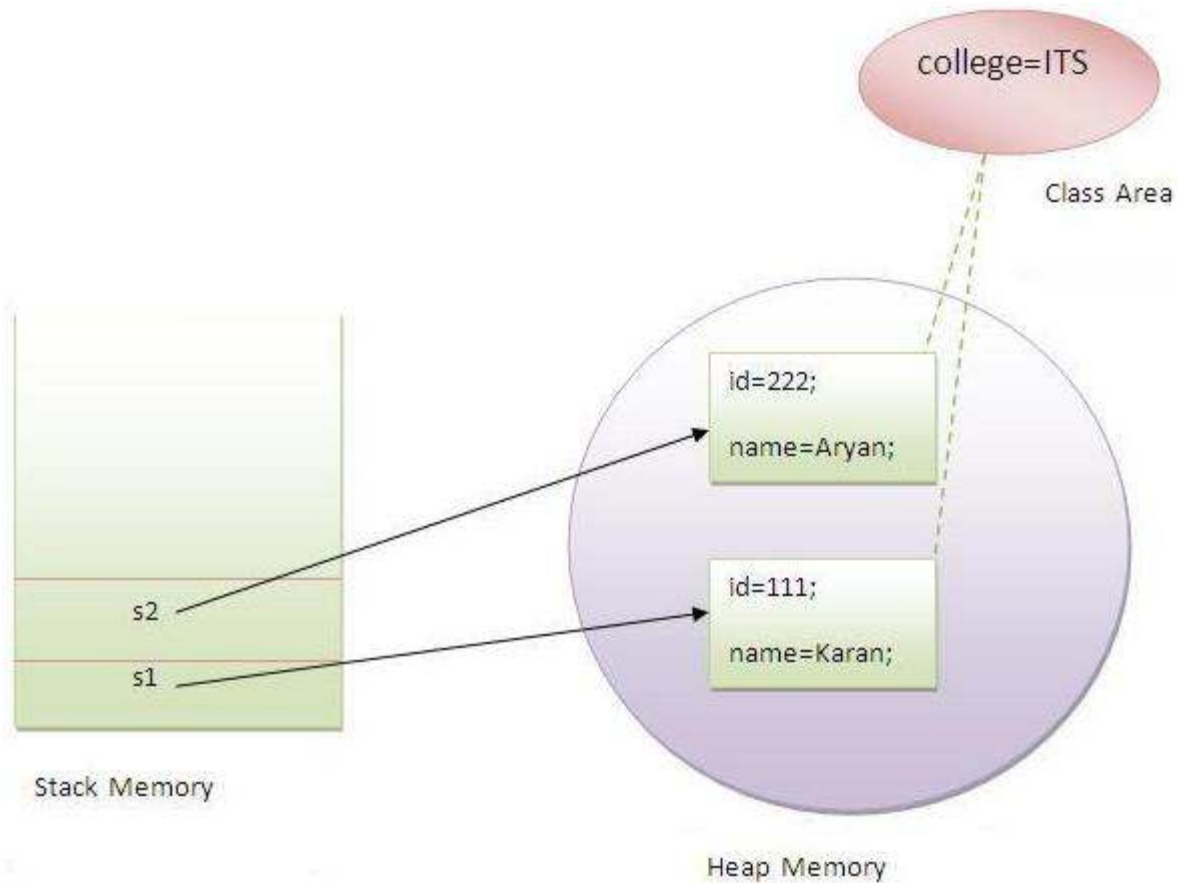 college=ITS
Class Area
id=222;
name=Aryan;
s2
id=111;
name=Karan;
s1
Stack Memory
Heap Memory